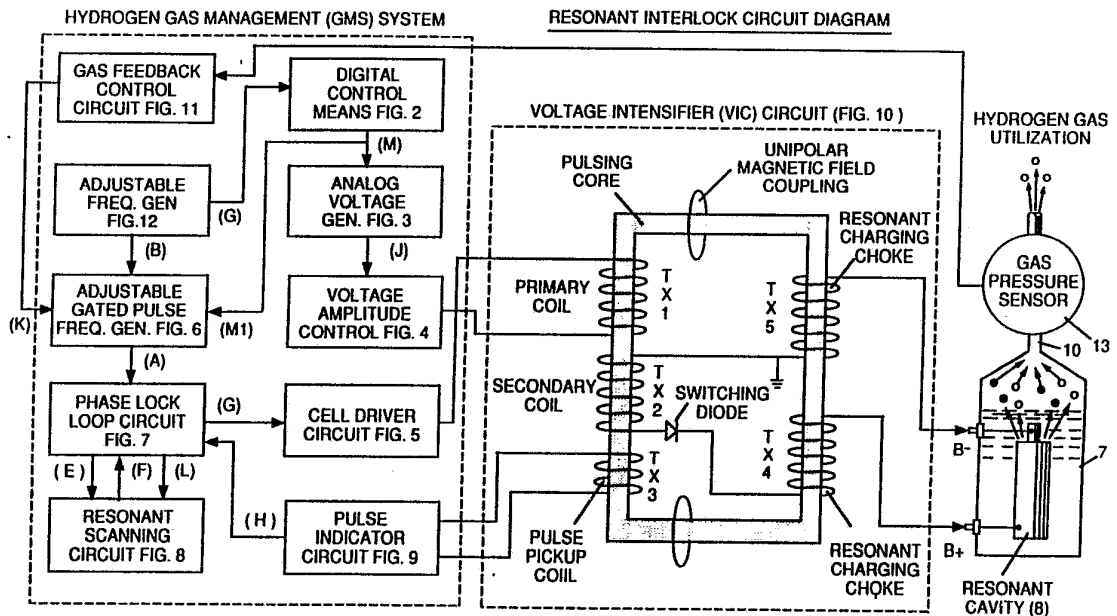 HYDROGEN GAS MANAGEMENT (GMS) SYSTEM
RESONANT INTERLOCK CIRCUIT DIAGRAM
GAS FEEDBACK
CONTROL
CIRCUIT FIG. 11
DIGITAL
CONTROL
MEANS FIG. 2
(M)
ADJUSTABLE
FREQ. GEN
FIG.12
(G)
ANALOG
VOLTAGE
GEN. FIG. 3
(B)
(J)
(K)
ADJUSTABLE
GATED PULSE
FREQ. GEN. FIG. 6
(M1)
VOLTAGE
AMPLITUDE
CONTROL FIG. 4
(A)
PHASE LOCK
LOOP CIRCUIT
FIG. 7
(G)
CELL DRIVER
CIRCUIT FIG. 5
(E)
(F)
(L)
RESONANT
SCANNING
CIRCUIT FIG. 8
(H)
PULSE
INDICATOR
CIRCUIT FIG. 9
VOLTAGE INTENSIFIER (VIC) CIRCUIT (FIG. 10 )
PULSING
CORE
UNIPOLAR
MAGNETIC FIELD
COUPLING
RESONANT
CHARGING
CHOKE
PRIMARY
COIL
TX1
TX5
SECONDARY
COIL
TX2
SWITCHING
DIODE
TX3
TX4
PULSE
PICKUP
COIIL
RESONANT
CHARGING
CHOKE
HYDROGEN GAS
UTILIZATION
GAS
PRESSURE
SENSOR
13
10
B-
7
B+
RESONANT
CAVITY (8)